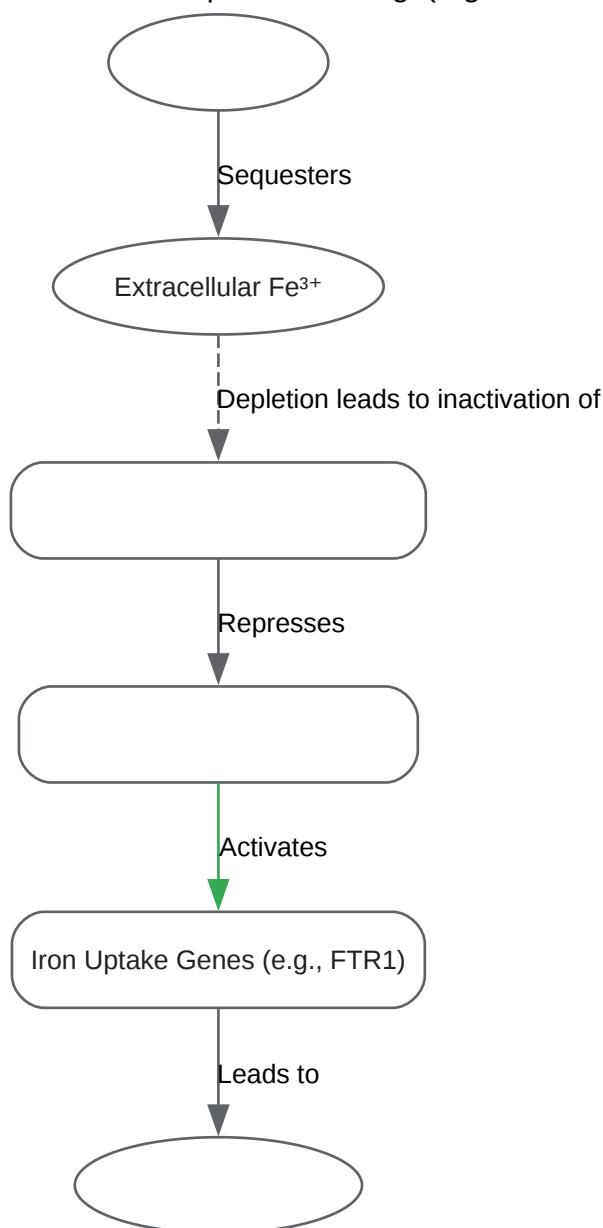 Sequesters
Extracellular Fe³⁺
Depletion leads to inactivation of
Represses
Activates
Iron Uptake Genes (e.g., FTR1)
Leads to